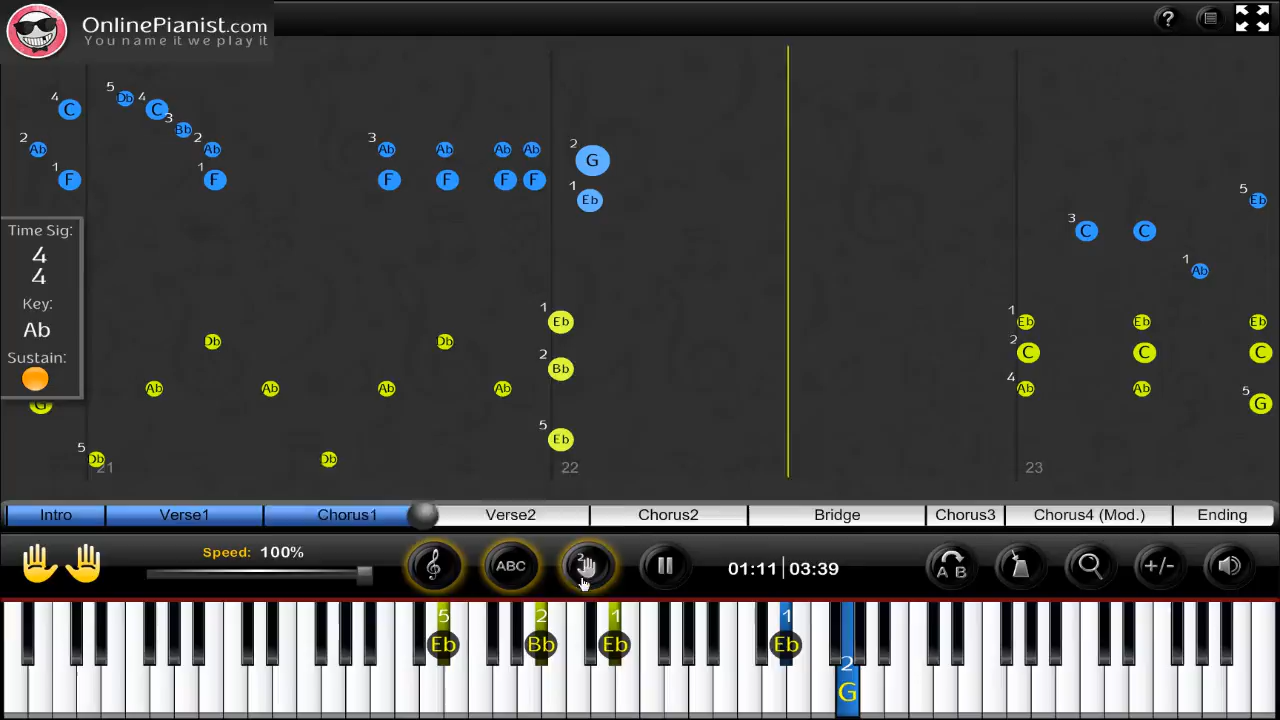 OnlinePianist.com
You name it we play it
?
5 Db 4 C 3 Bb 2 Ab 1 F
4 C
2 Ab
1 F
3 Ab Ab Ab Ab
F F F F
2 G
1 Eb
5 Eb
3 C C
1 Ab
Time Sig:
4
4
Key:
Ab
Sustain:
G
Db Db
Ab Ab Ab Ab
5 Db Db
1 Eb
2 Bb
5 Eb
1 Eb Eb Eb
2 C C C
4 Ab Ab
5 G
21 22 23
Intro Verse1 Chorus1 Verse2 Chorus2 Bridge Chorus3 Chorus4 (Mod.) Ending
Speed: 100%
ABC
2
01:11 | 03:39
A B
+/-
5 2 1 1
Eb Bb Eb Eb
2
G